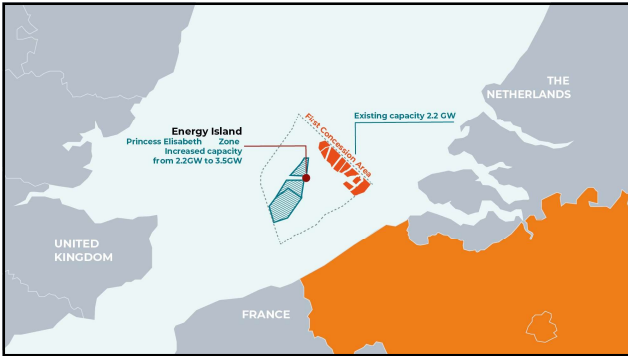 THE
NETHERLANDS
First Concession Area
Existing capacity 2.2 GW
Energy Island
Princess Elisabeth Zone
Increased capacity
from 2.2GW to 3.5GW
UNITED
KINGDOM
FRANCE